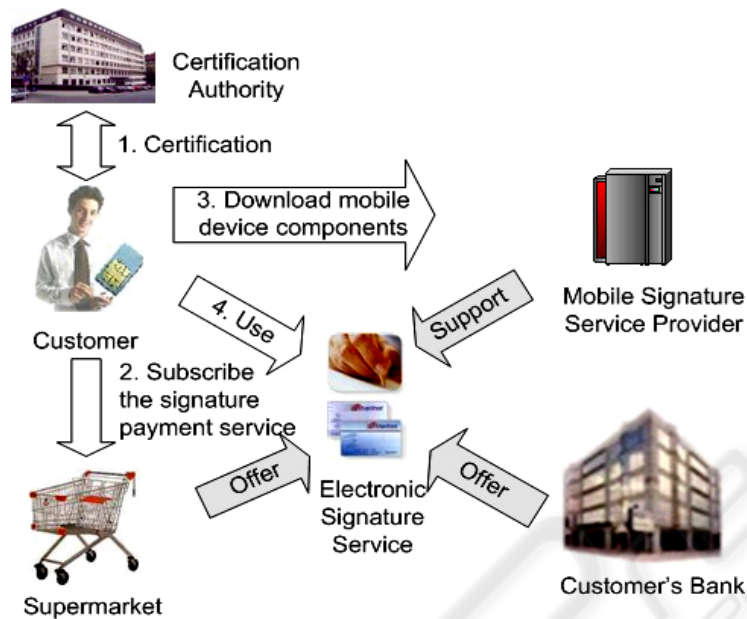 Certification
Authority
1. Certification
3. Download mobile
device components
Customer
4. Use
Support
Mobile Signature
Service Provider
2. Subscribe
the signature
payment service
Offer
Electronic
Signature
Service
Offer
Supermarket
Customer's Bank